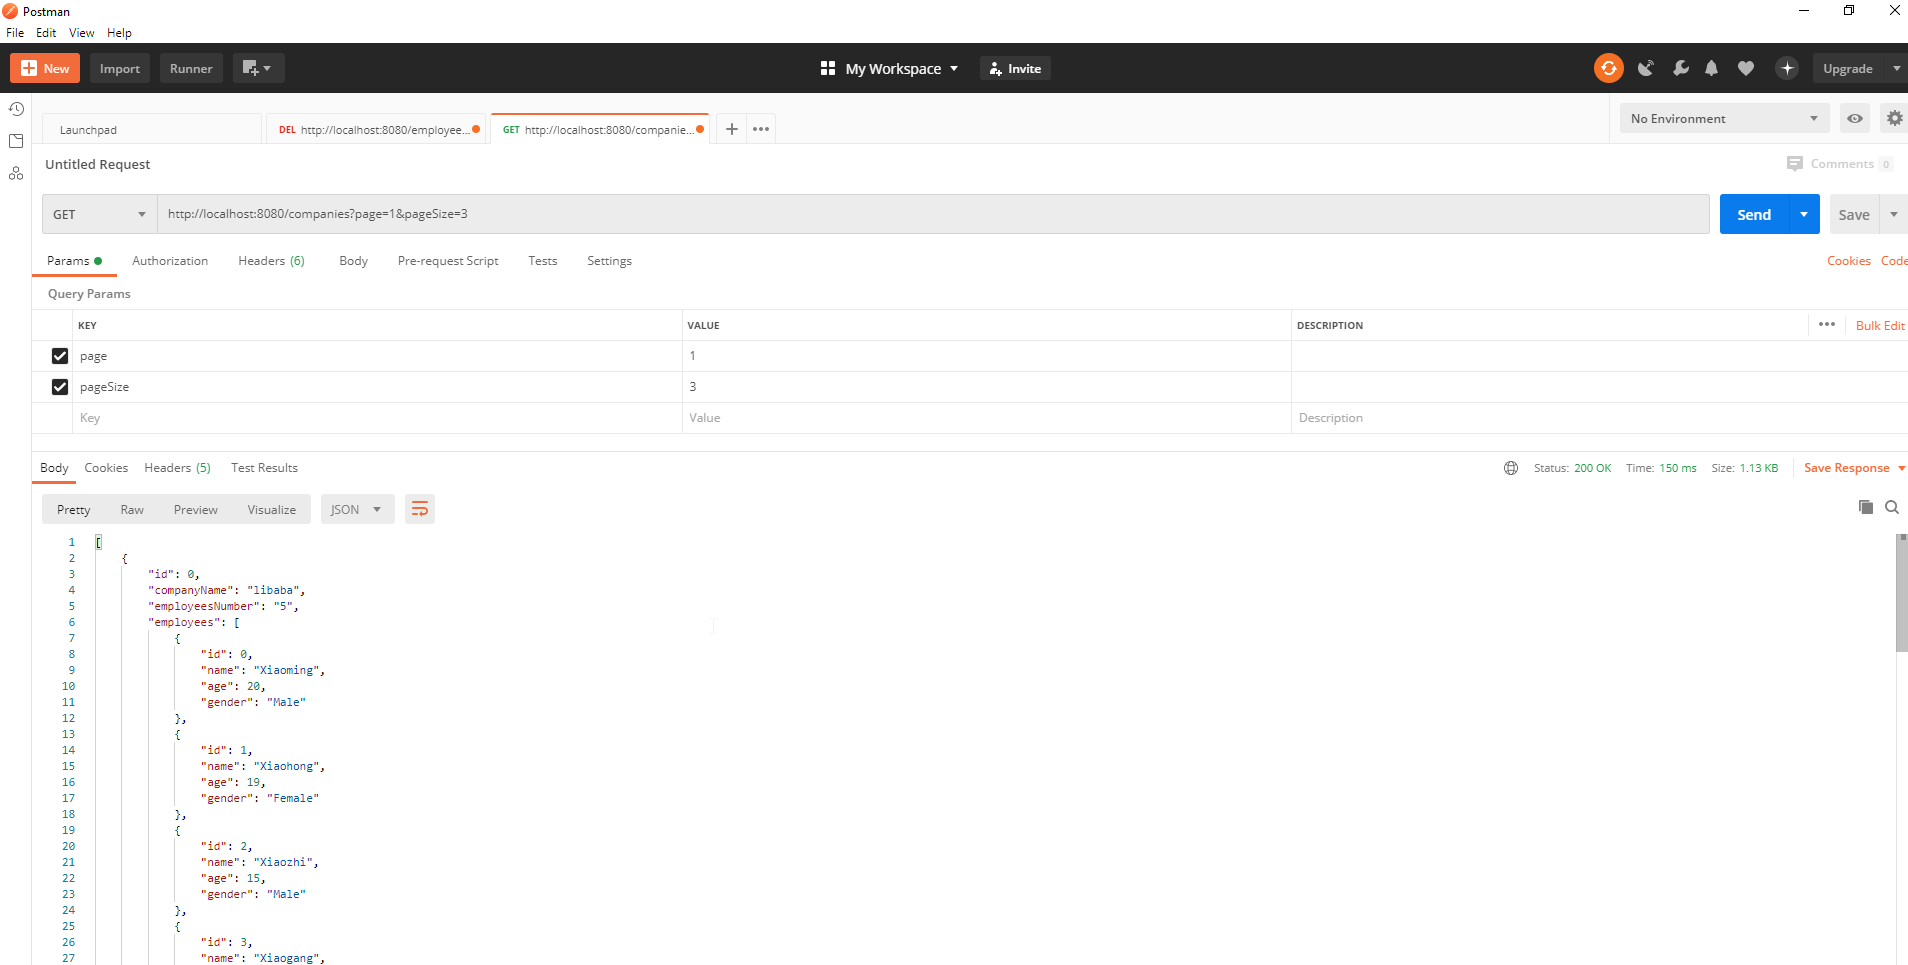 Postman
File Edit View Help
New Import Runner My Workspace Invite Upgrade
Launchpad DEL http://localhost:8080/employee... GET http://localhost:8080/companie... No Environment
Untitled Request Comments 0
GET http://localhost:8080/companies?page=1&pageSize=3 Send Save
Params Authorization Headers (6) Body Pre-request Script Tests Settings Cookies Code
Query Params
KEY VALUE DESCRIPTION ••• Bulk Edit
page 1
pageSize 3
Key Value Description
Body Cookies Headers (5) Test Results Status: 200 OK Time: 150 ms Size: 1.13 KB Save Response
Pretty Raw Preview Visualize JSON
1 [
2 {
3 "id": 0,
4 "companyName": "libaba",
5 "employeesNumber": "5",
6 "employees": [
7 {
8 "id": 0,
9 "name": "Xiaoming",
10 "age": 20,
11 "gender": "Male"
12 },
13 {
14 "id": 1,
15 "name": "Xiaohong",
16 "age": 19,
17 "gender": "Female"
18 },
19 {
20 "id": 2,
21 "name": "Xiaozhi",
22 "age": 15,
23 "gender": "Male"
24 },
25 {
26 "id": 3,
27 "name": "Xiaogang",